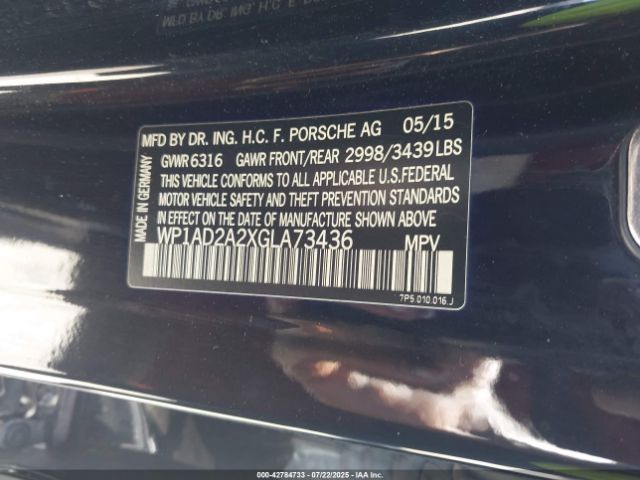 MFD BY DR. ING. H.C. F. PORSCHE AG 05/15
GVWR 6316 GAWR FRONT/REAR 2998/3439 LBS
THIS VEHICLE CONFORMS TO ALL APPLICABLE U.S.FEDERAL
MOTOR VEHICLE SAFETY AND THEFT PREVENTION STANDARDS
IN EFFECT ON THE DATE OF MANUFACTURE SHOWN ABOVE
WP1AD2A2XGLA73436 MPV
7P5.010.016.J
MADE IN GERMANY
000-42784733 - 07/22/2025 - IAA, Inc.